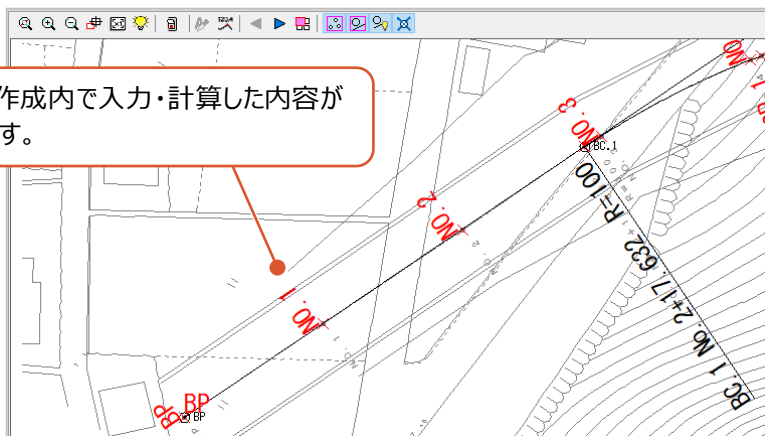 作成内で入力・計算した内容が
す。
NO
NO. 3
BC.1
NO. 2
NO. 1
BP
BP
BP
BC. 1 No. 2+17. 632 R=100